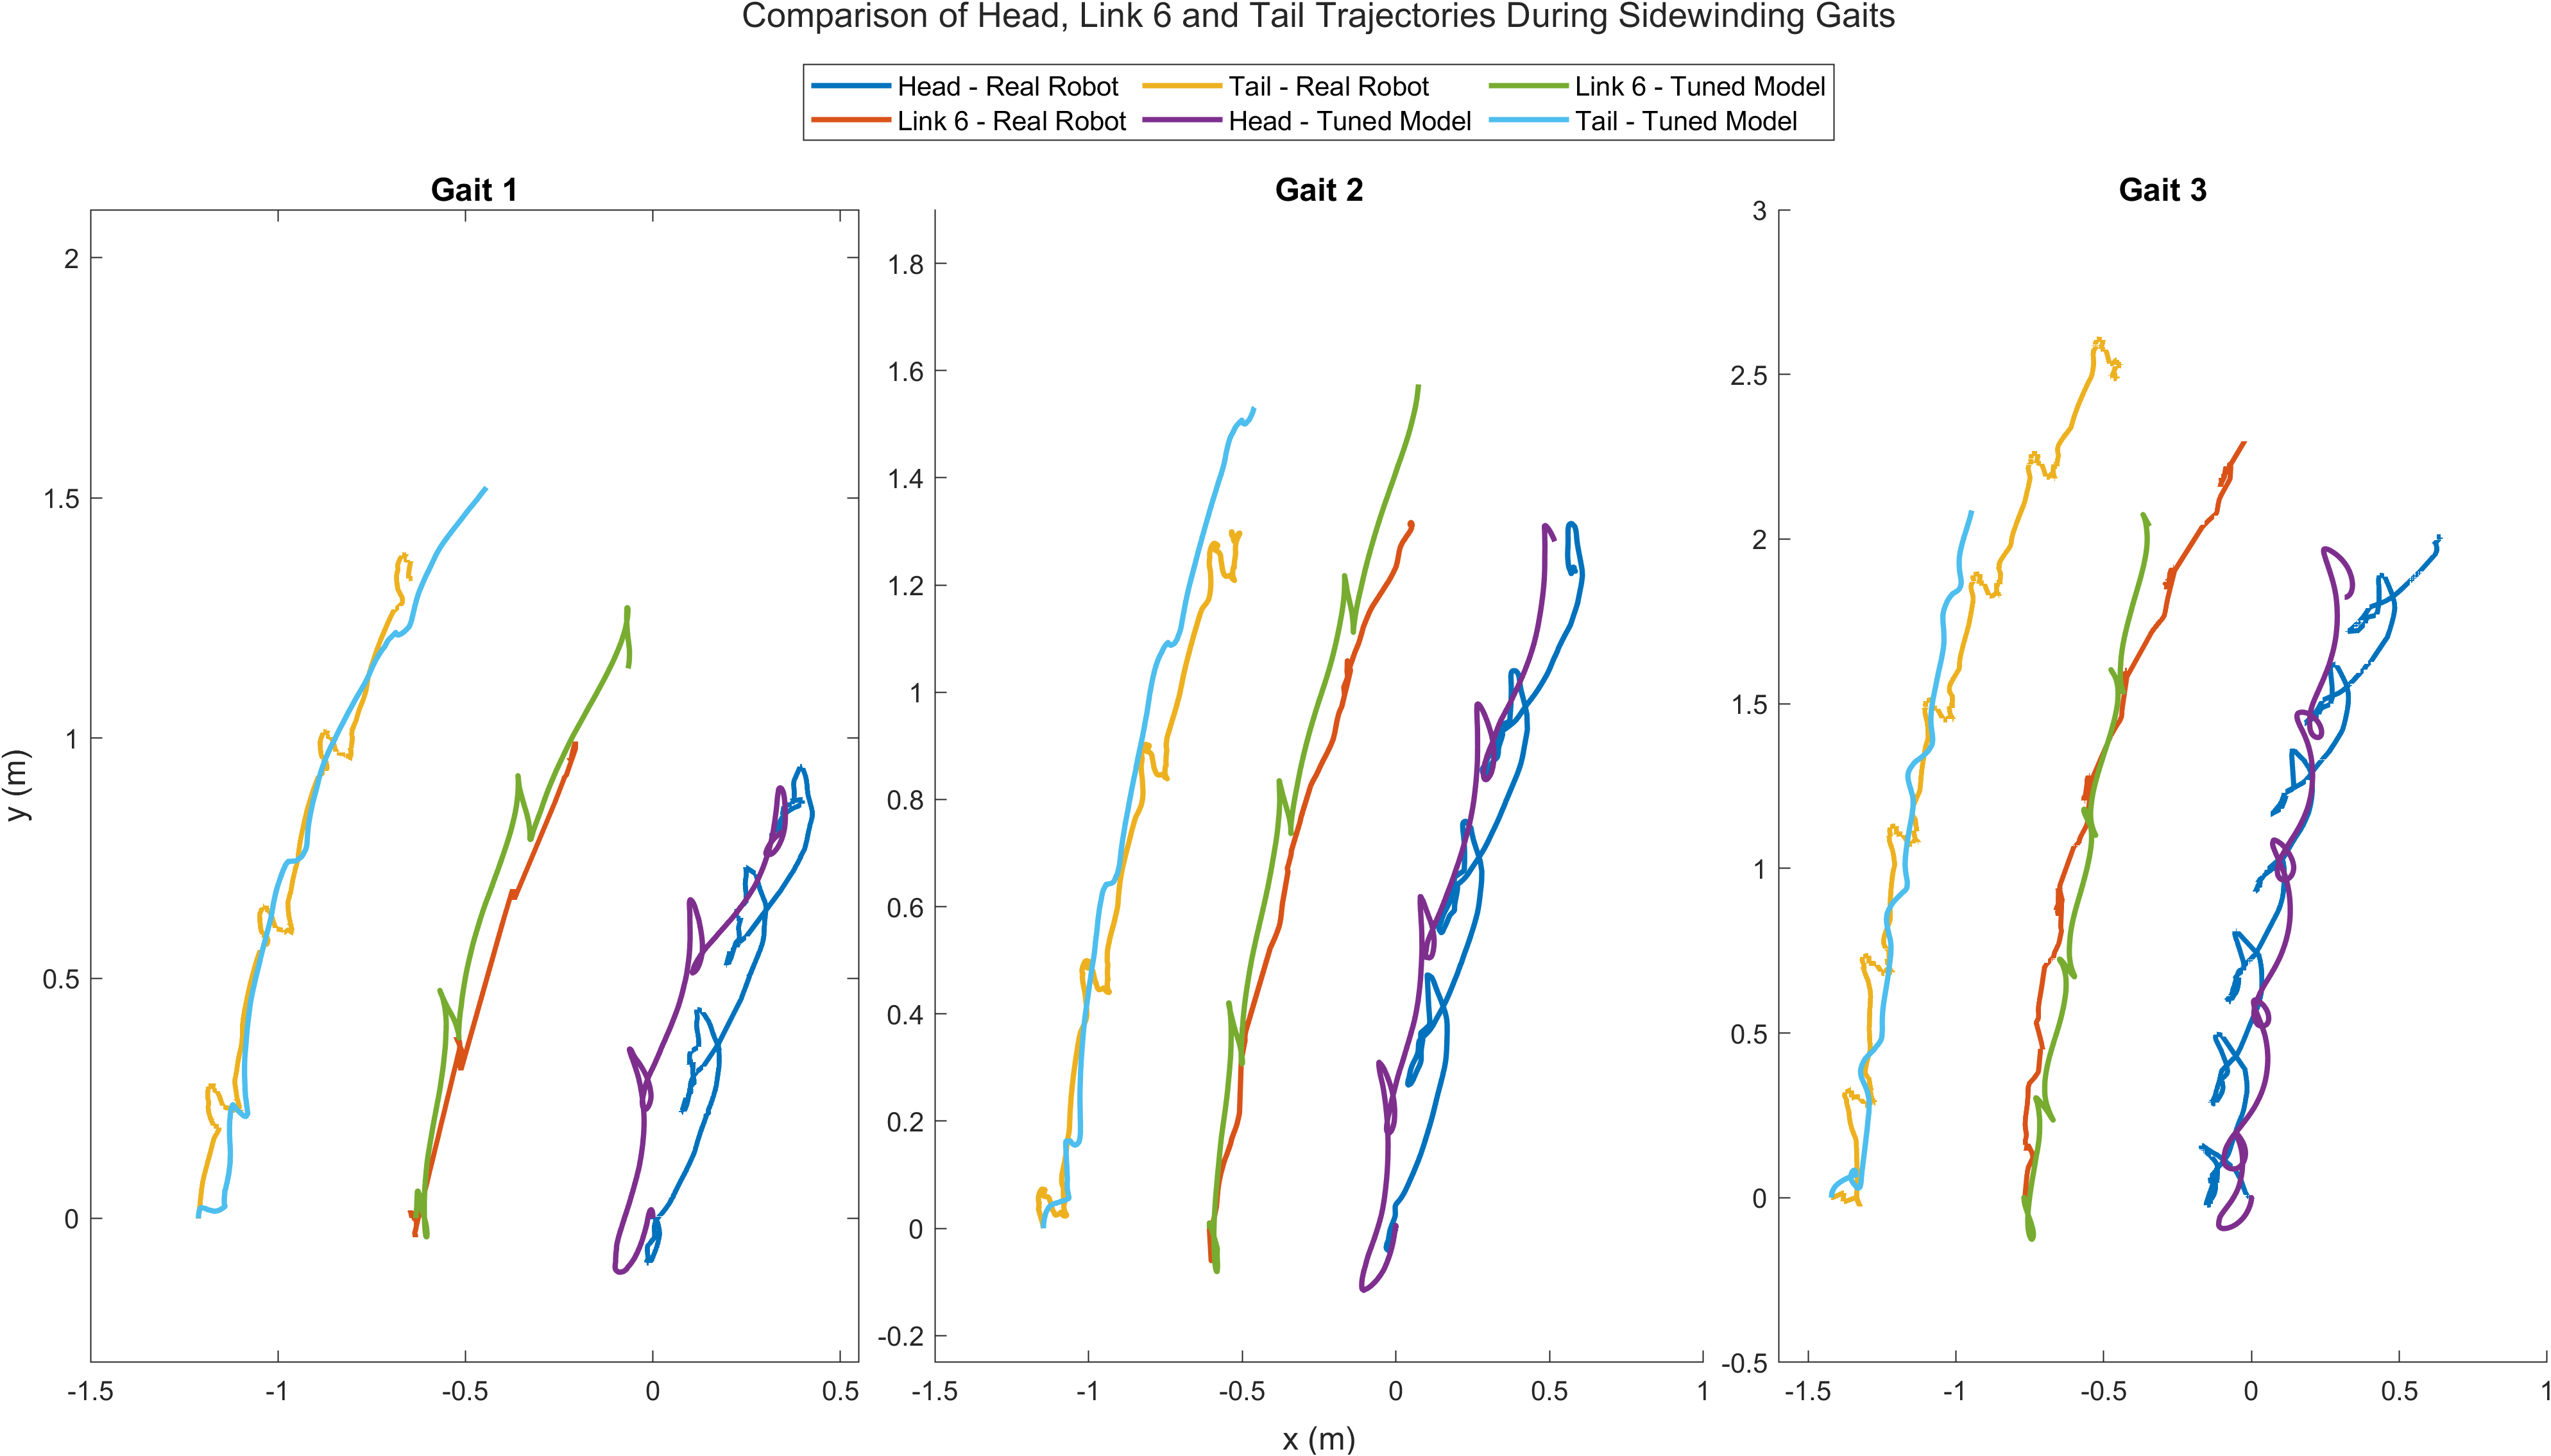 Comparison of Head, Link 6 and Tail Trajectories During Sidewinding Gaits
Head - Real Robot Tail - Real Robot Link 6 - Tuned Model
Link 6 - Real Robot Head - Tuned Model Tail - Tuned Model
Gait 1
2
1.5
1
0.5
0
-1.5 -1 -0.5 0 0.5
y (m)
Gait 2
1.8
1.6
1.4
1.2
1
0.8
0.6
0.4
0.2
0
-0.2
-1.5 -1 -0.5 0 0.5 1
x (m)
Gait 3
3
2.5
2
1.5
1
0.5
0
-0.5
-1.5 -1 -0.5 0 0.5 1